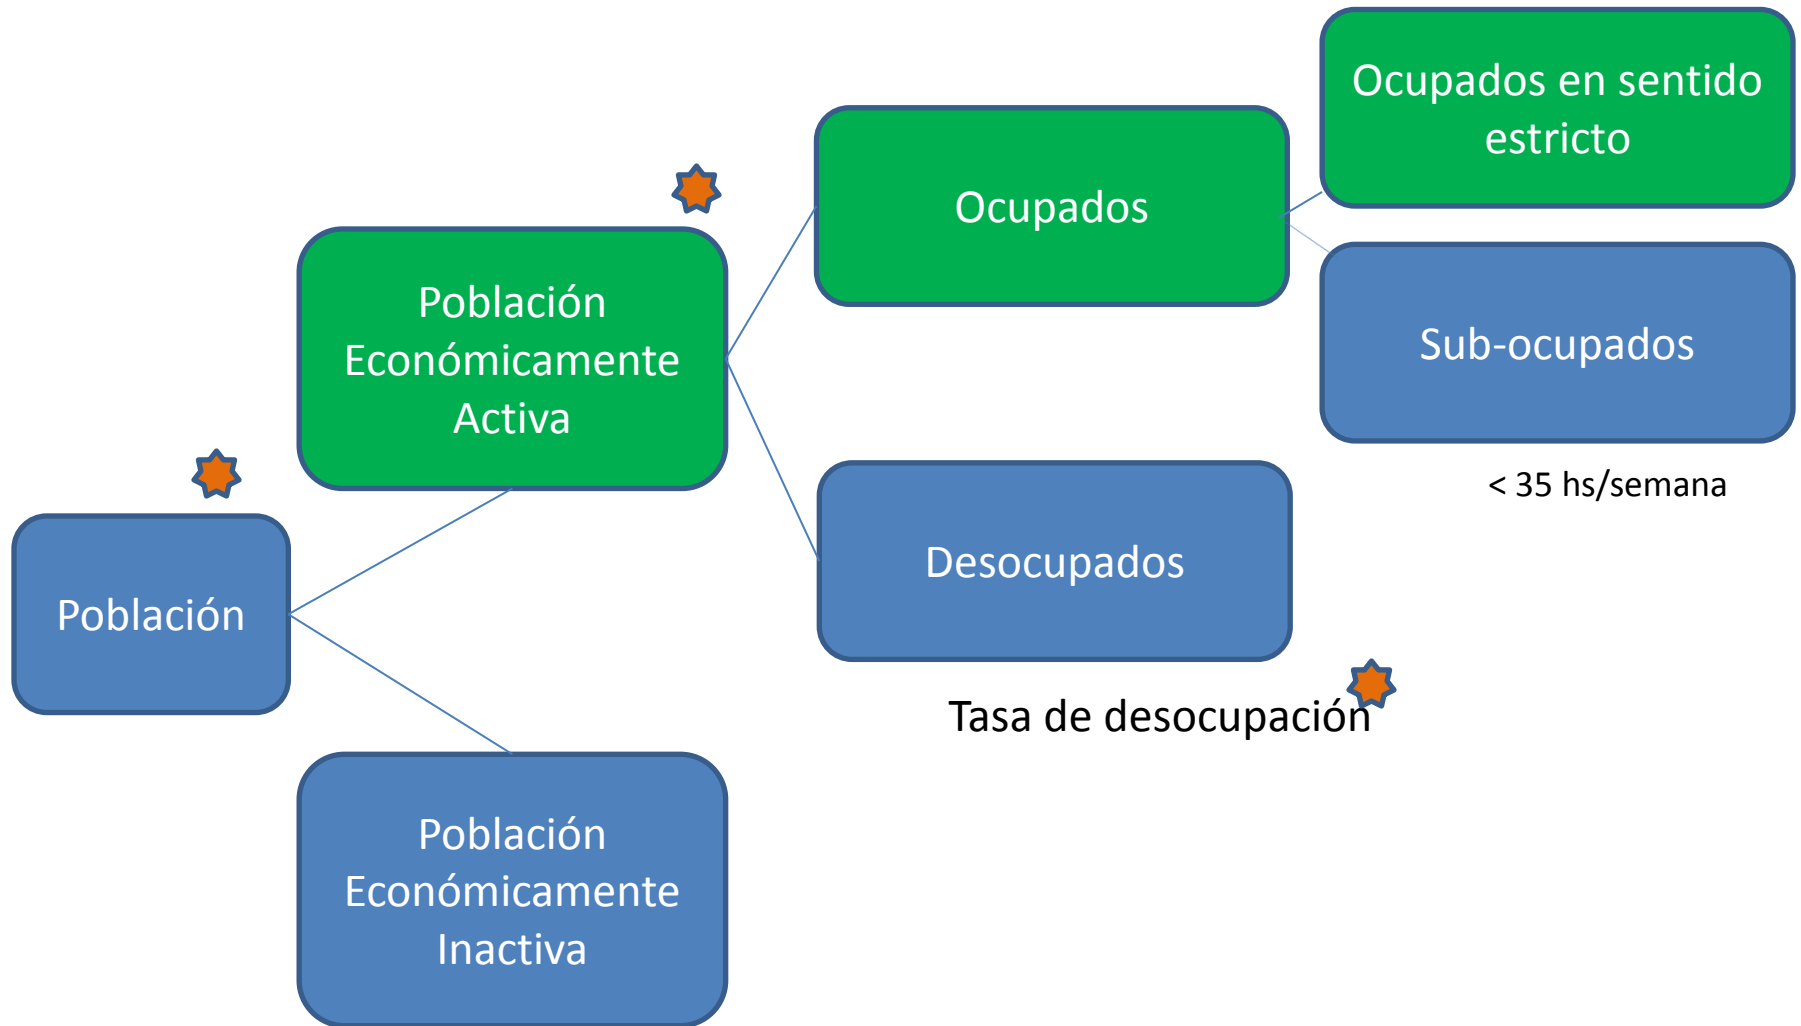 Población
Población
Económicamente
Activa
Población
Económicamente
Inactiva
Ocupados
Desocupados
Tasa de desocupación
Ocupados en sentido
estricto
Sub-ocupados
< 35 hs/semana